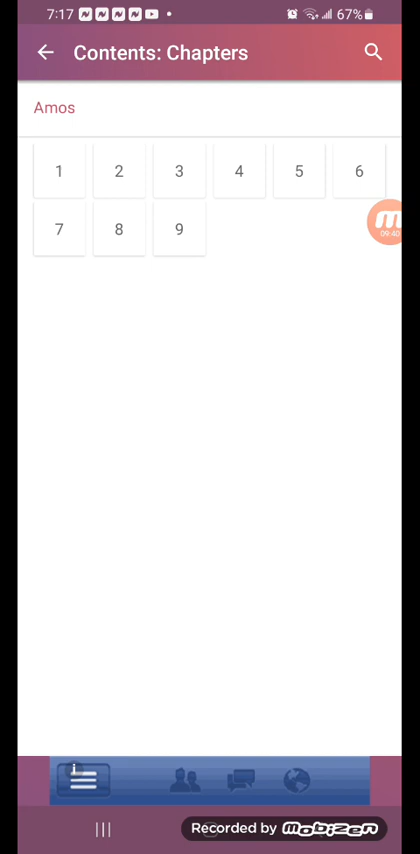 7:17 67%
Contents: Chapters
Amos
1 2 3 4 5 6
7 8 9
09:40
Recorded by mobizen